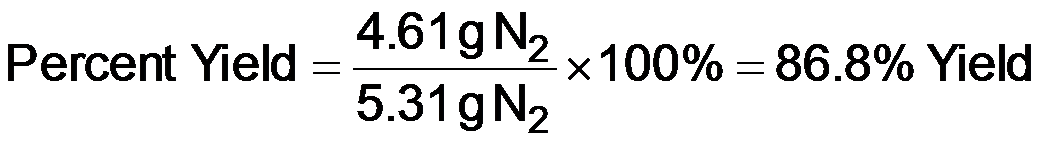 Percent Yield = 4.61 g N₂ / 5.31 g N₂ × 100% = 86.8% Yield